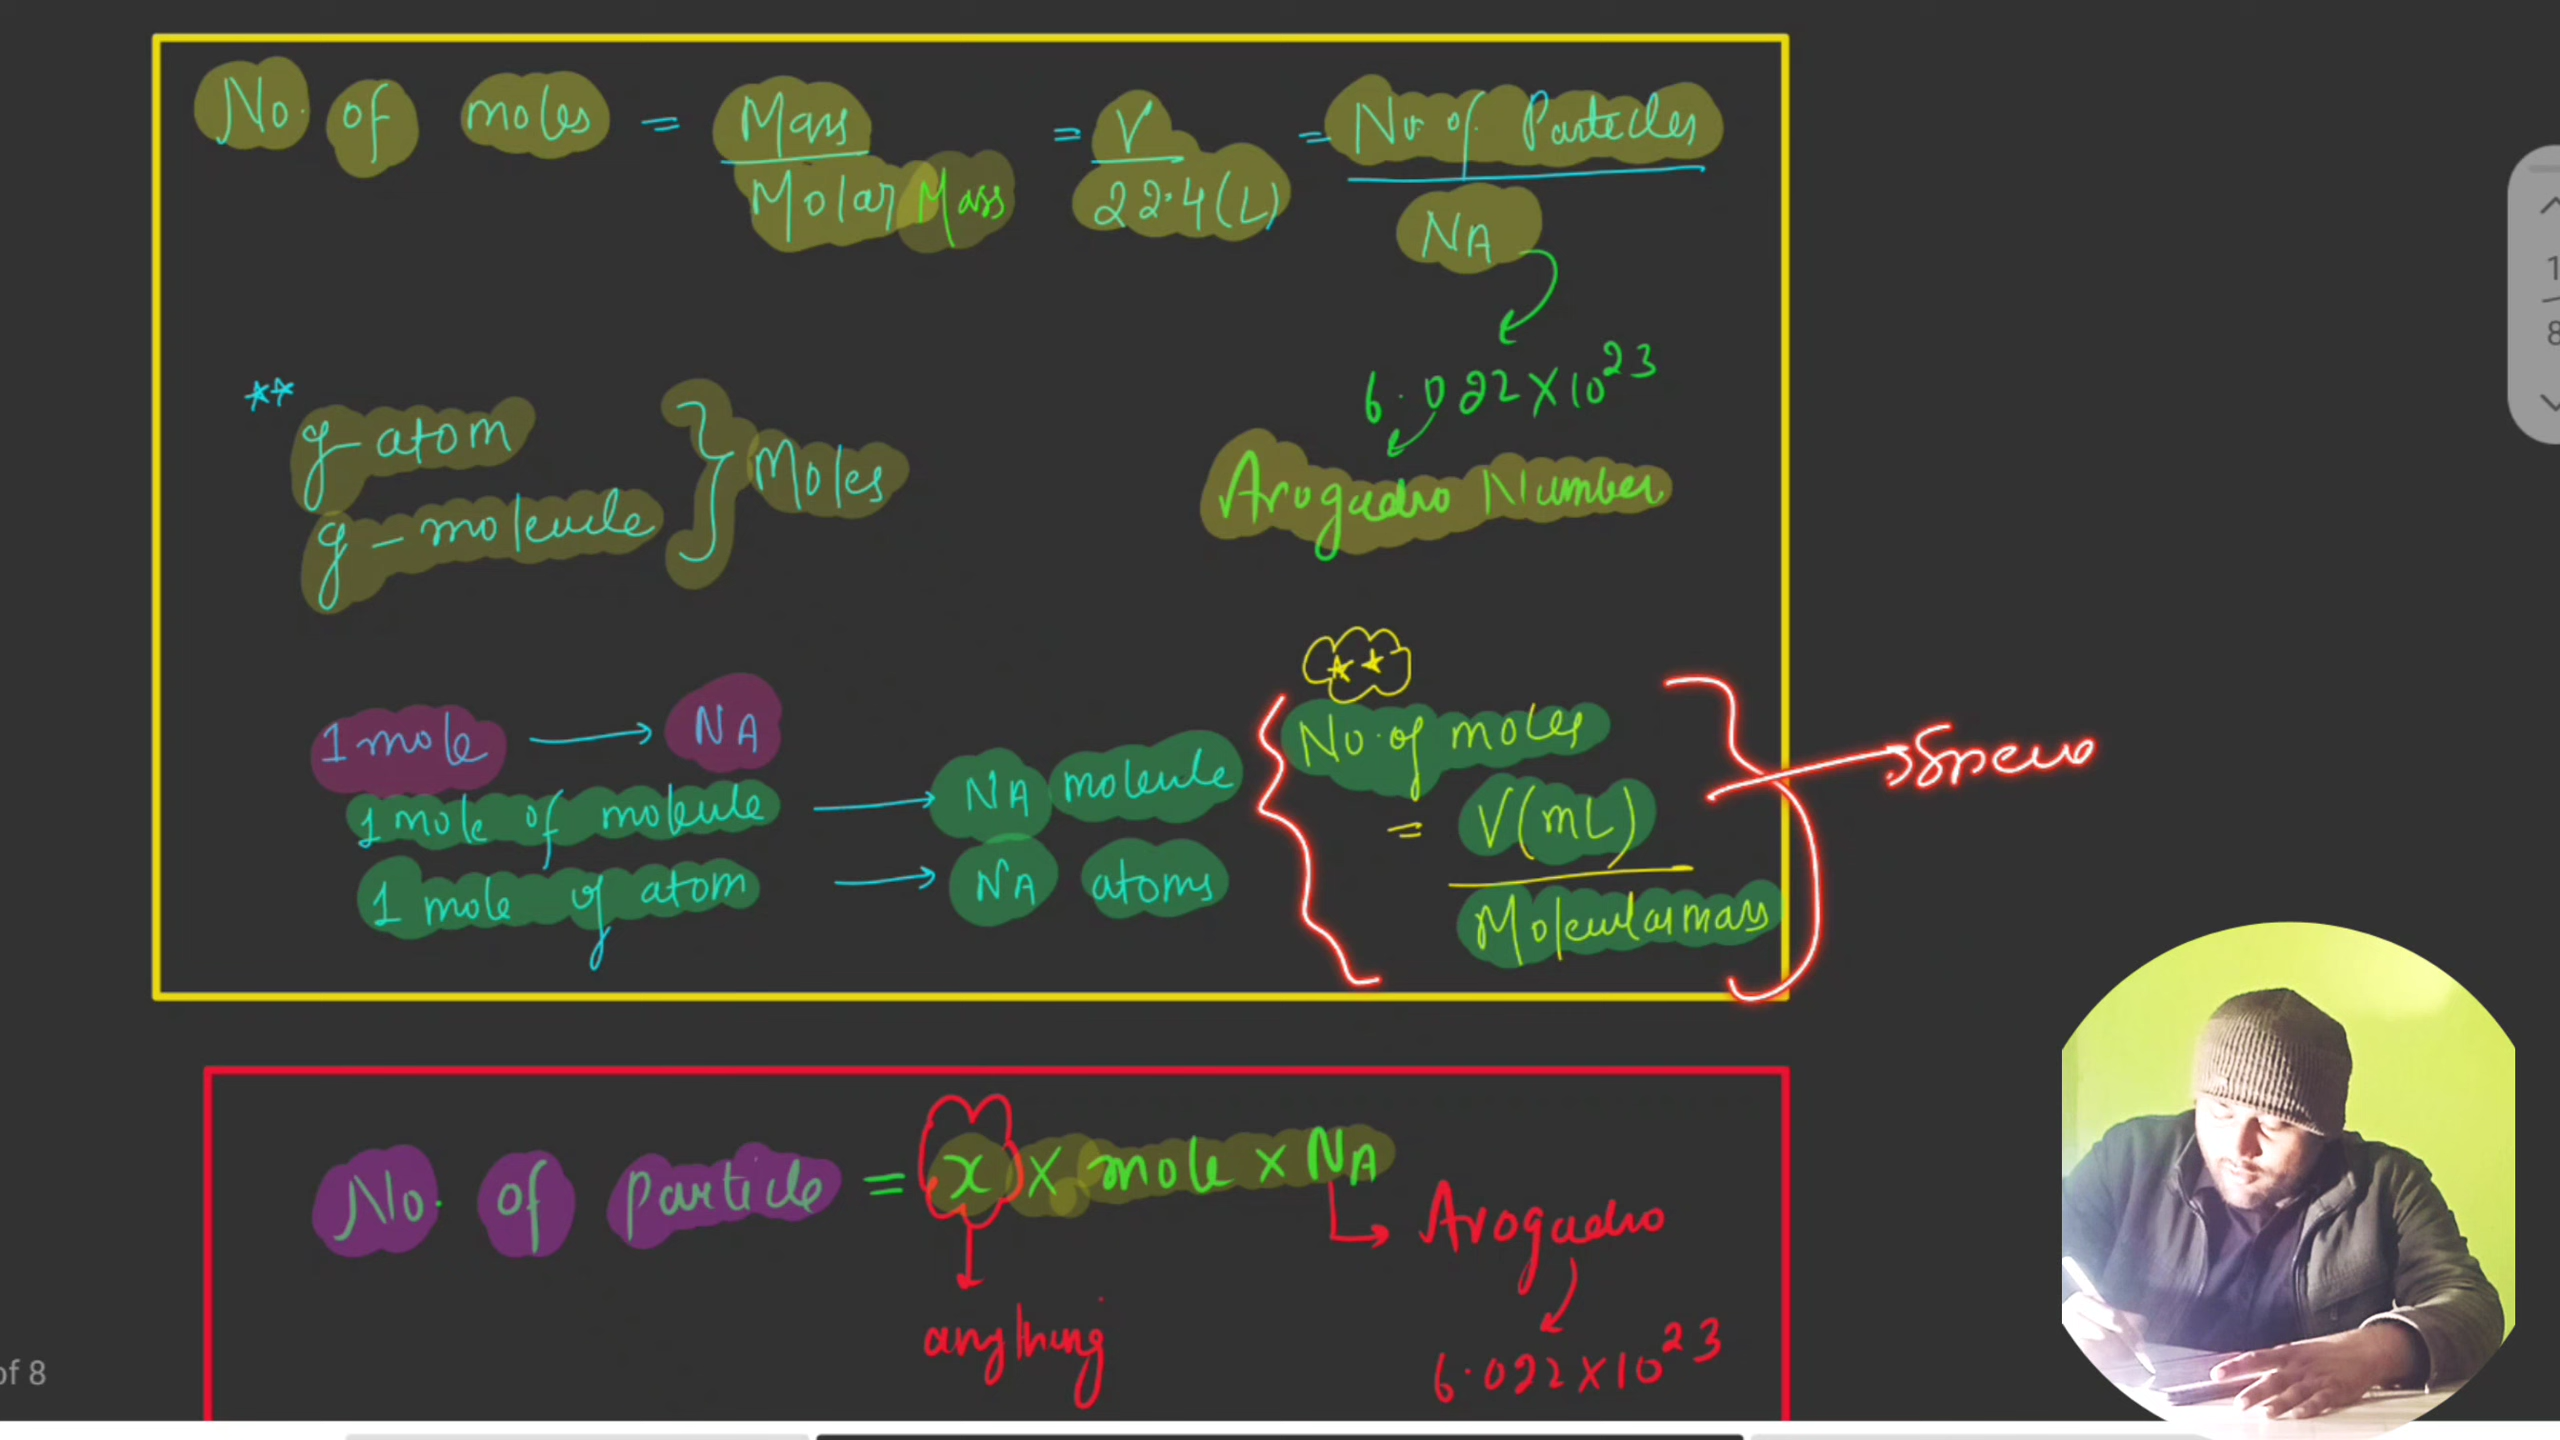 No. of moles = Mass / Molar Mass = V / 22.4(L) = No. of Particles / NA
6.022 X 10^23
Avogadro Number
** g-atom
g-molecule } Moles
1 mole → NA
1 mole of molecule → NA molecule
1 mole of atom → NA atoms
No. of moles
= V(mL) / Molecular mass
No. of Particle = x X mole x NA
anything
Avogadro
6.022 X 10^23
of 8
1
8